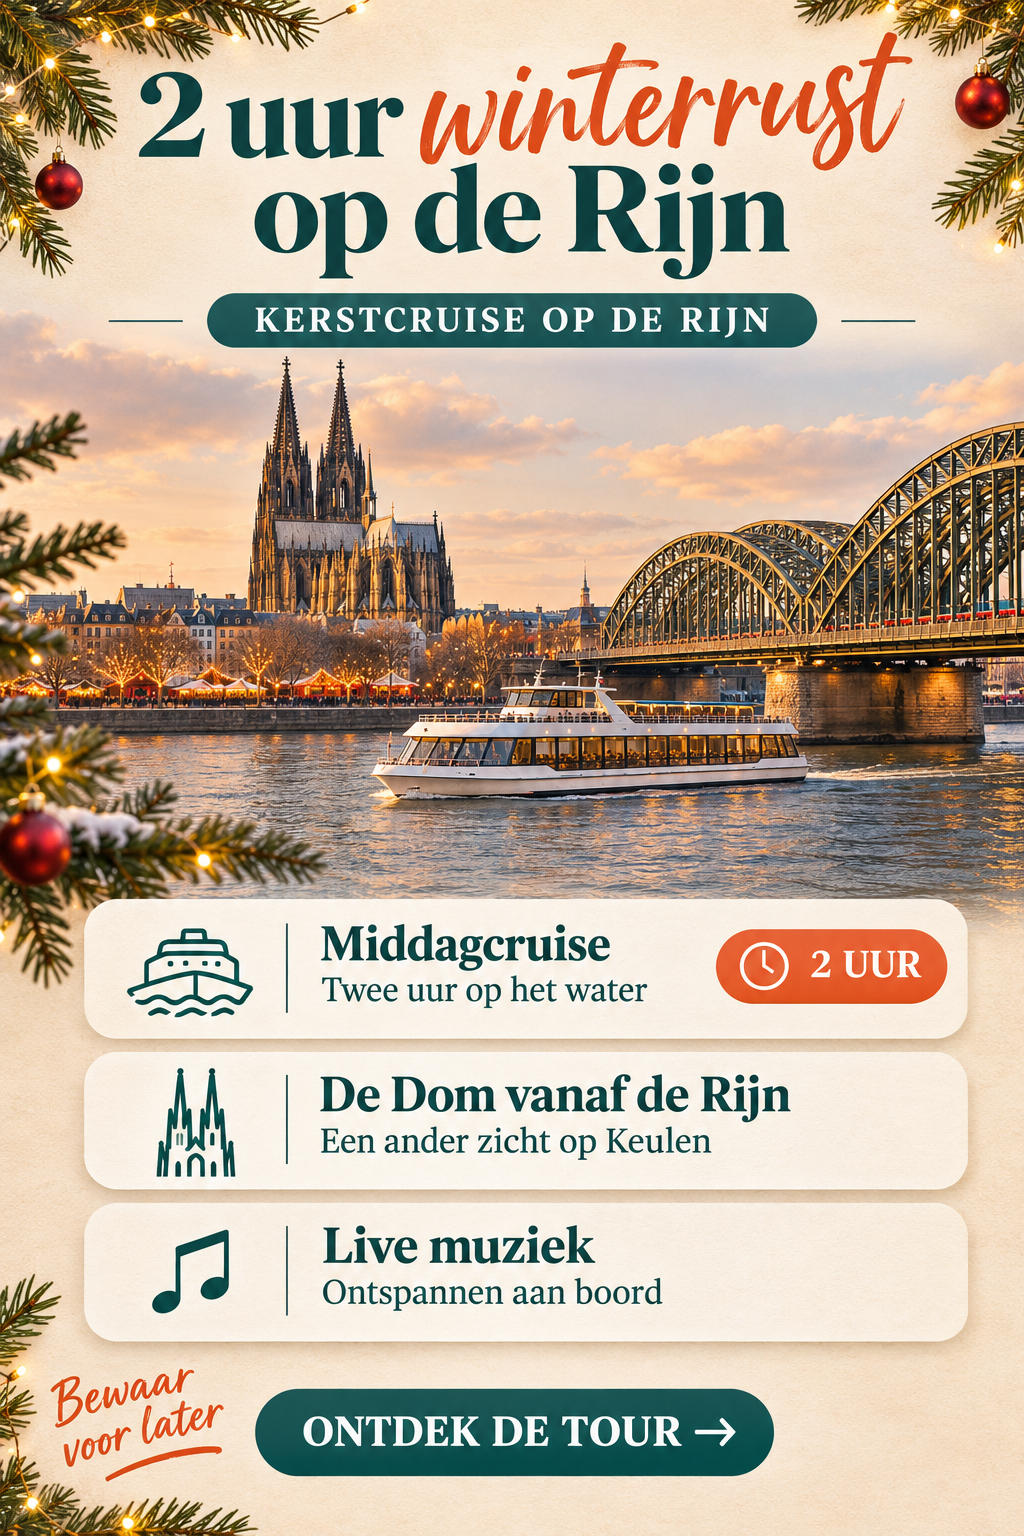 2 uur winterrust
op de Rijn
KERSTCRUISE OP DE RIJN
Middagcruise
Twee uur op het water
2 UUR
De Dom vanaf de Rijn
Een ander zicht op Keulen
Live muziek
Ontspannen aan boord
Bewaar
voor later
ONTDEK DE TOUR →